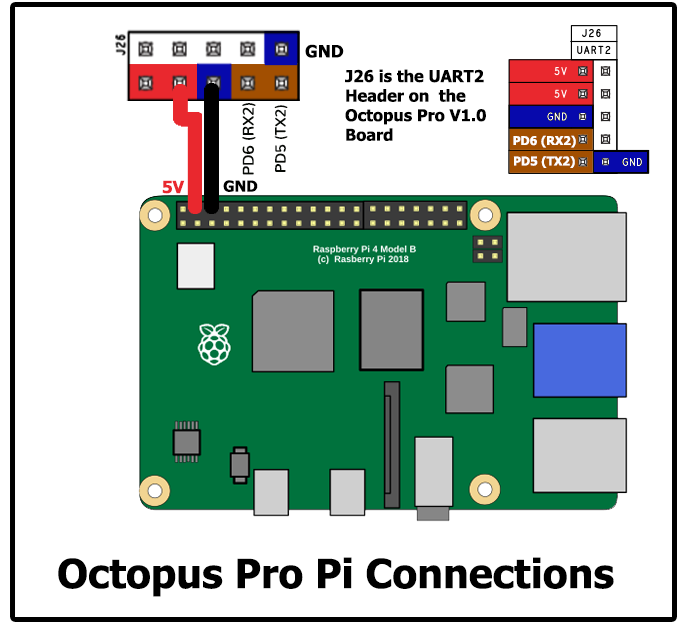 J26
GND
J26 is the UART2
Header on the
Octopus Pro V1.0
Board
J26
UART2
5V
5V
GND
PD6 (RX2)
PD5 (TX2)
GND
PD6 (RX2)
PD5 (TX2)
5V
GND
Raspberry Pi 4 Model B
(c) Rasberry Pi 2018
Octopus Pro Pi Connections